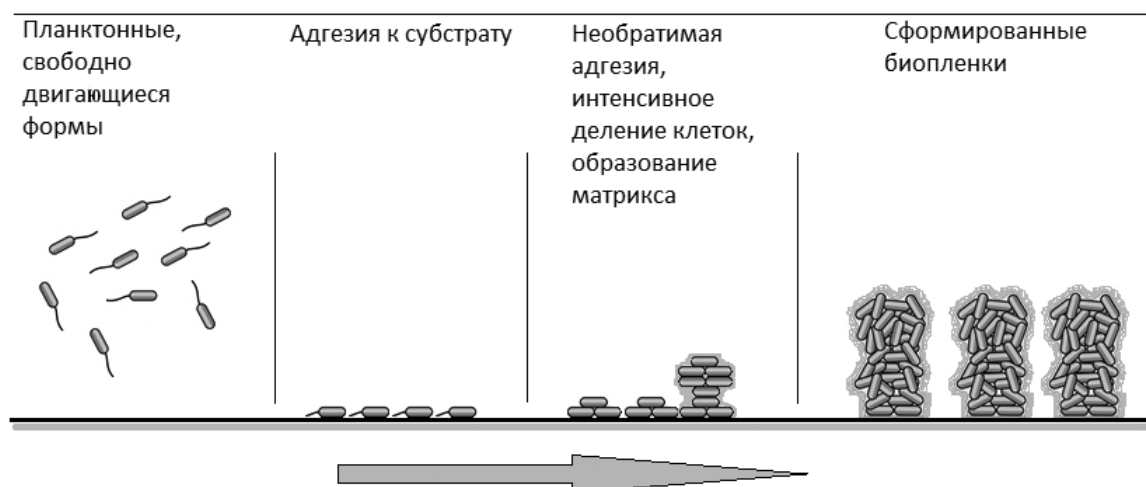 Планктонные,
свободно
двигающиеся
формы
Адгезия к субстрату
Необратимая
адгезия,
интенсивное
деление клеток,
образование
матрикса
Сформированные
биопленки